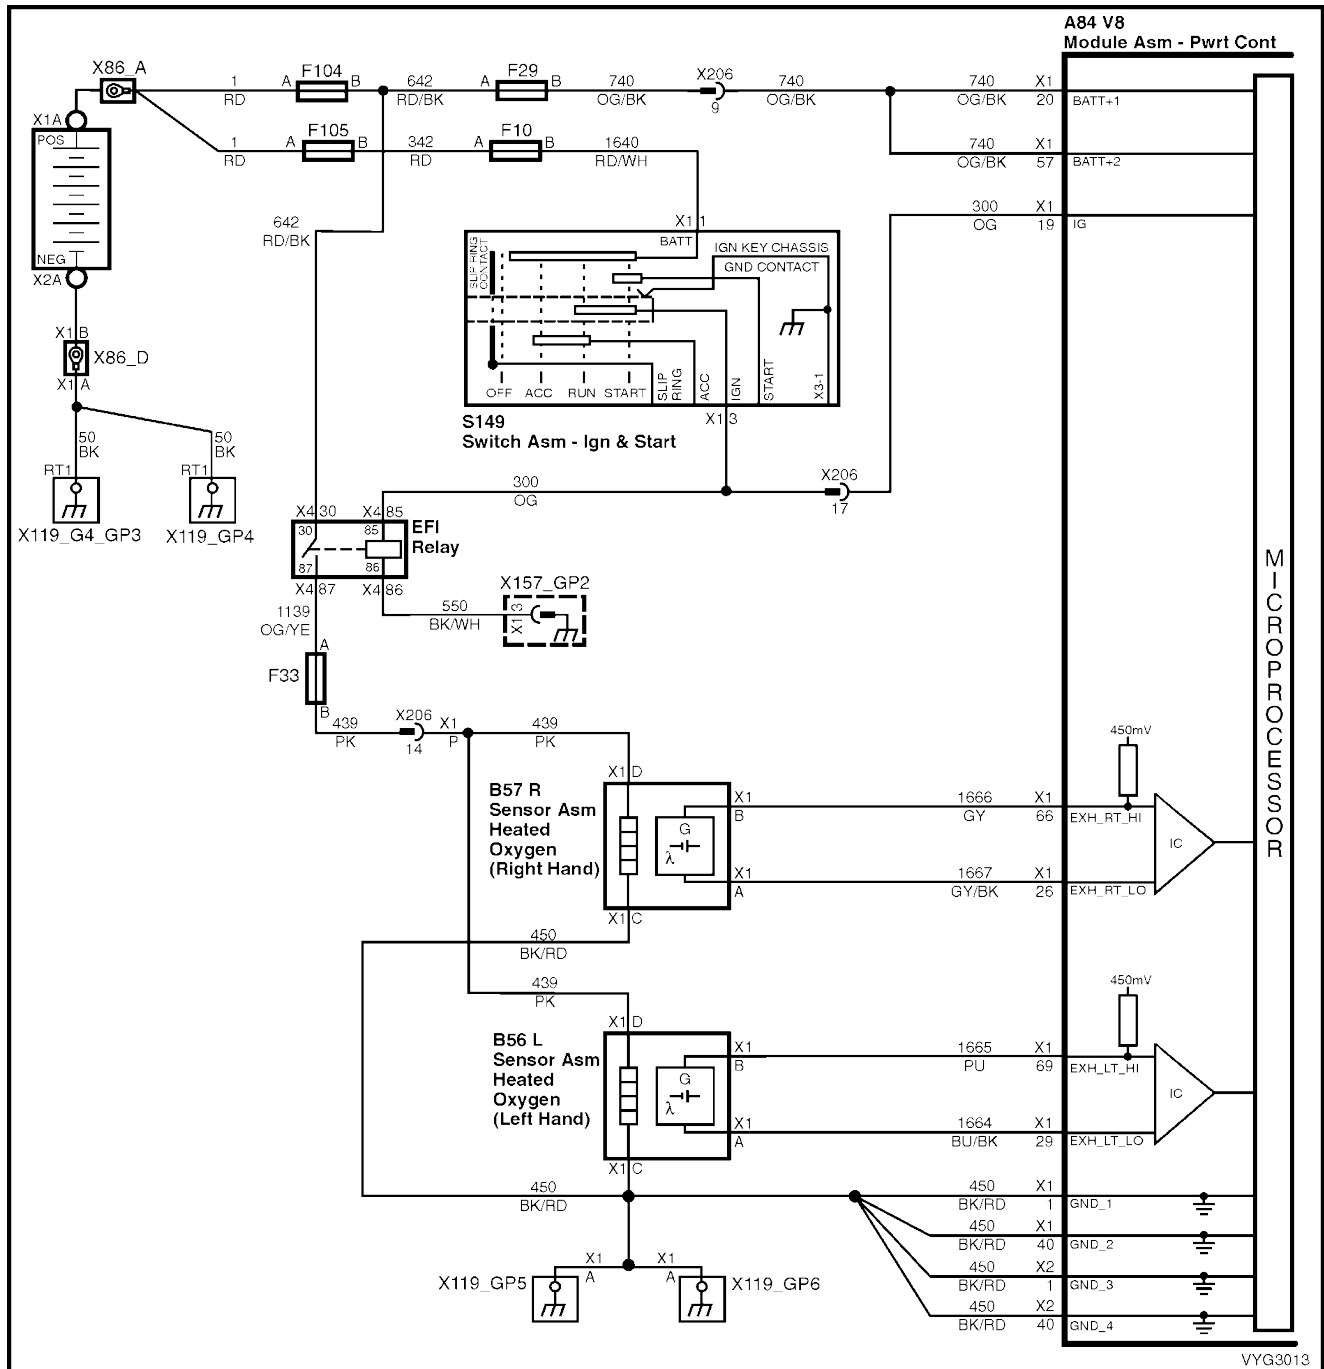 A84 V8
Module Asm - Pwrt Cont
X86_A
1
RD
A
F104
B
642
RD/BK
A
F29
B
740
OG/BK
X206
9
740
OG/BK
740
OG/BK
X1
20
BATT+1
X1A
POS
NEG
X2A
1
RD
A
F105
B
342
RD
A
F10
B
1640
RD/WH
740
OG/BK
X1
57
BATT+2
642
RD/BK
300
OG
X1
19
IG
X1 1
BATT
SLIP RING
CONTACT
IGN KEY CHASSIS
GND CONTACT
OFF
ACC
RUN
START
SLIP
RING
ACC
IGN
START
X3-1
X1 3
S149
Switch Asm - Ign & Start
X1 B
X86_D
X1 A
50
BK
50
BK
RT1
RT1
X119_G4_GP3
X119_GP4
300
OG
X206
17
X4 30
X4 85
30
85
87
86
EFI
Relay
X4 87
X4 86
1139
OG/YE
550
BK/WH
X157_GP2
X1 3
A
F33
B
439
PK
X206
14
X1
P
439
PK
MICROPROCESSOR
X1 D
B57 R
Sensor Asm
Heated
Oxygen
(Right Hand)
G
λ
X1
B
X1
A
X1 C
1666
GY
X1
66
EXH_RT_HI
450mV
IC
1667
GY/BK
X1
26
EXH_RT_LO
450
BK/RD
439
PK
X1 D
B56 L
Sensor Asm
Heated
Oxygen
(Left Hand)
G
λ
X1
B
X1
A
X1 C
1665
PU
X1
69
EXH_LT_HI
450mV
IC
1664
BU/BK
X1
29
EXH_LT_LO
450
BK/RD
450
BK/RD
X1
1
GND_1
450
BK/RD
X1
40
GND_2
450
BK/RD
X2
1
GND_3
450
BK/RD
X2
40
GND_4
X119_GP5
X1
A
X1
A
X119_GP6
VYG3013